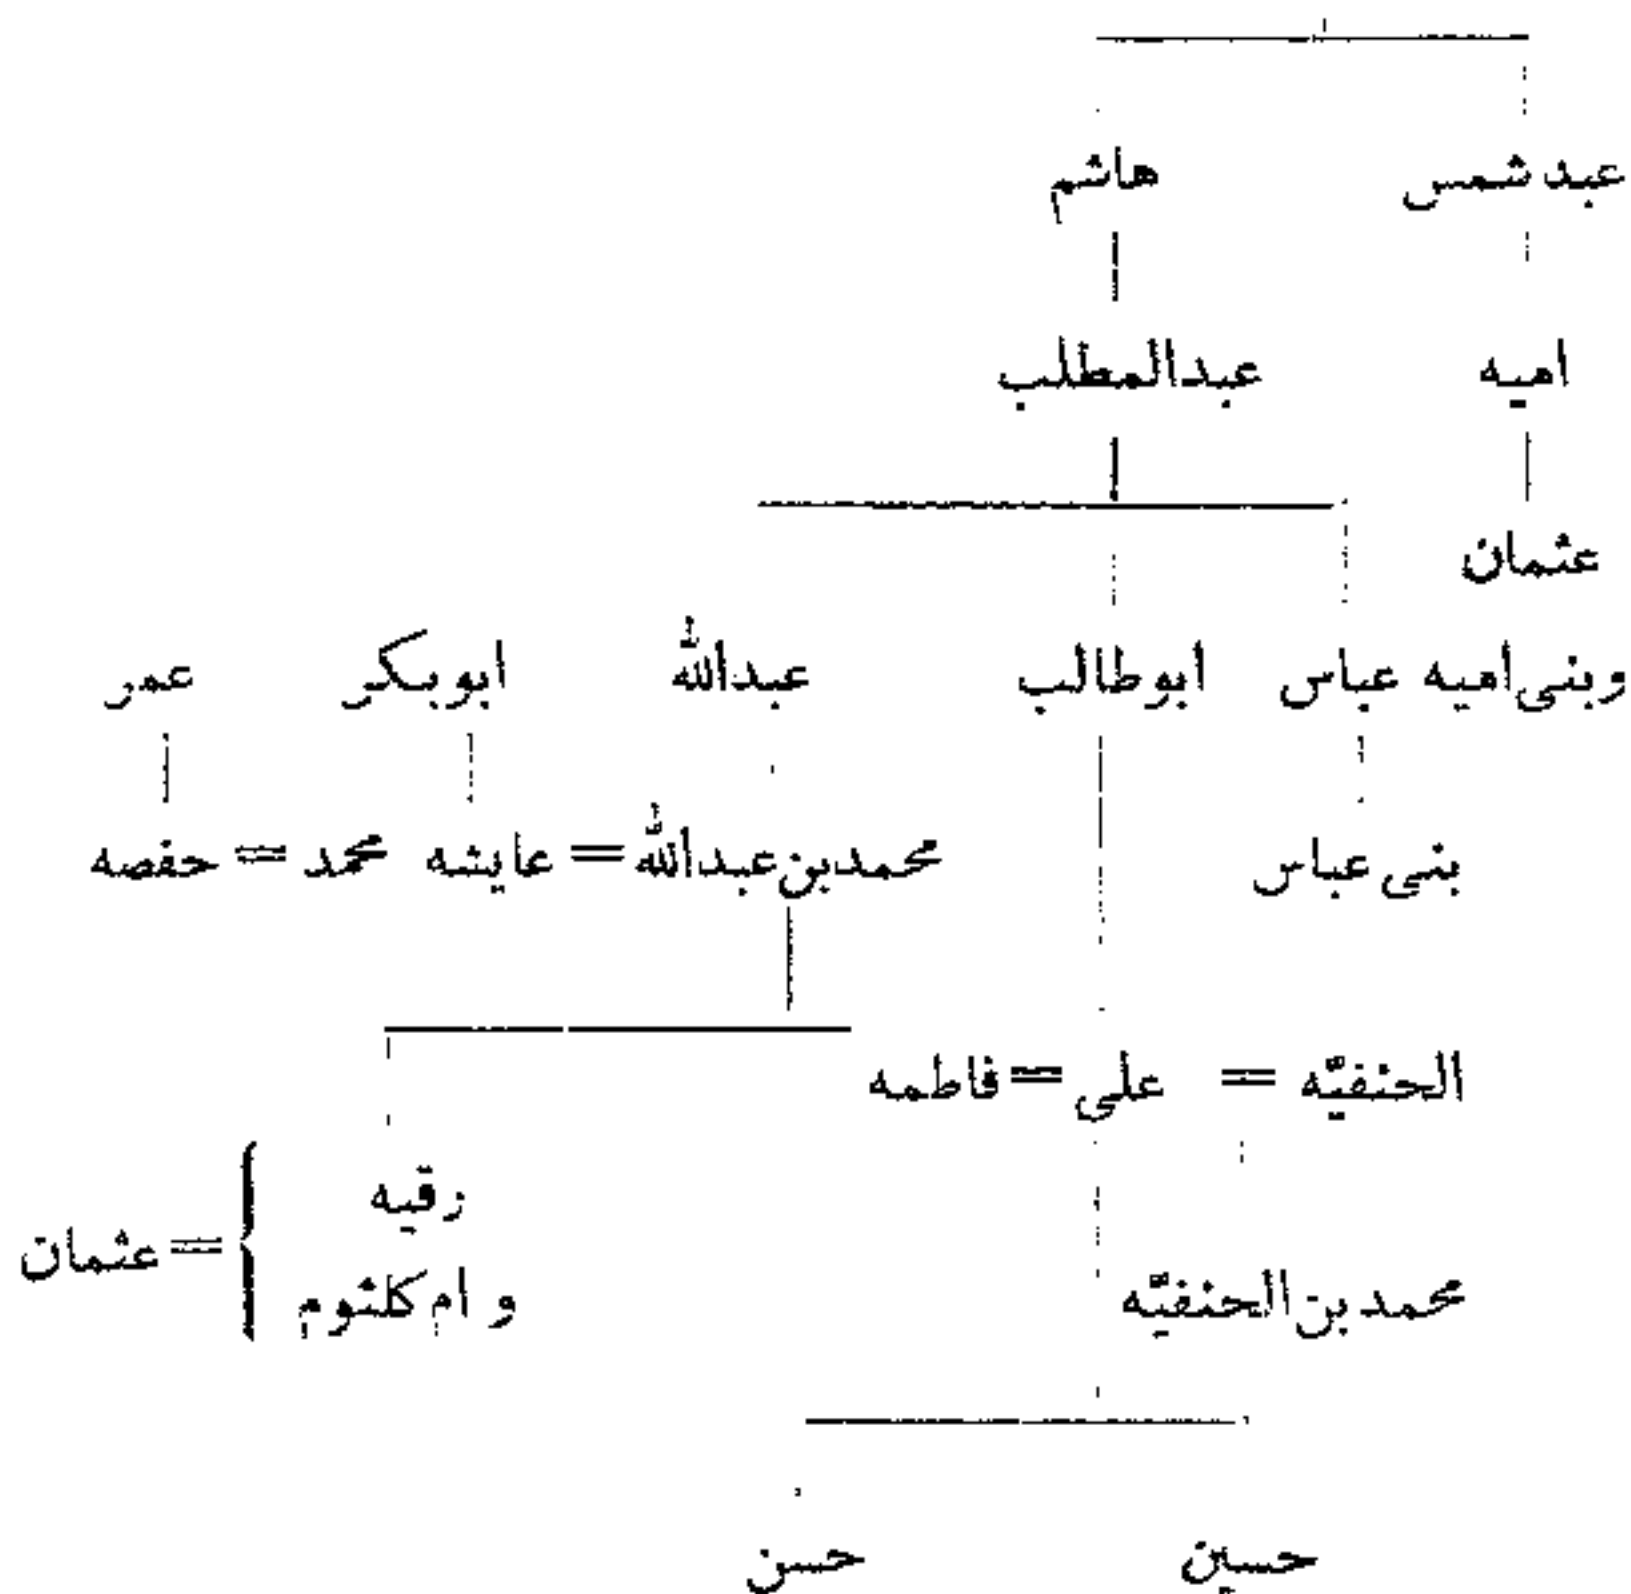 عبد شمس هاشم
امیه عبدالمطلب
عثمان
وبنی امیه عباس ابوطالب عبدالله ابوبکر عمر
بنی عباس محمدبن عبدالله = عایشه محمد = حفصه
الحنفیّه = علی = فاطمه
رقیه
و ام کلثوم } = عثمان
محمد بن الحنفیّه
حسین حسن